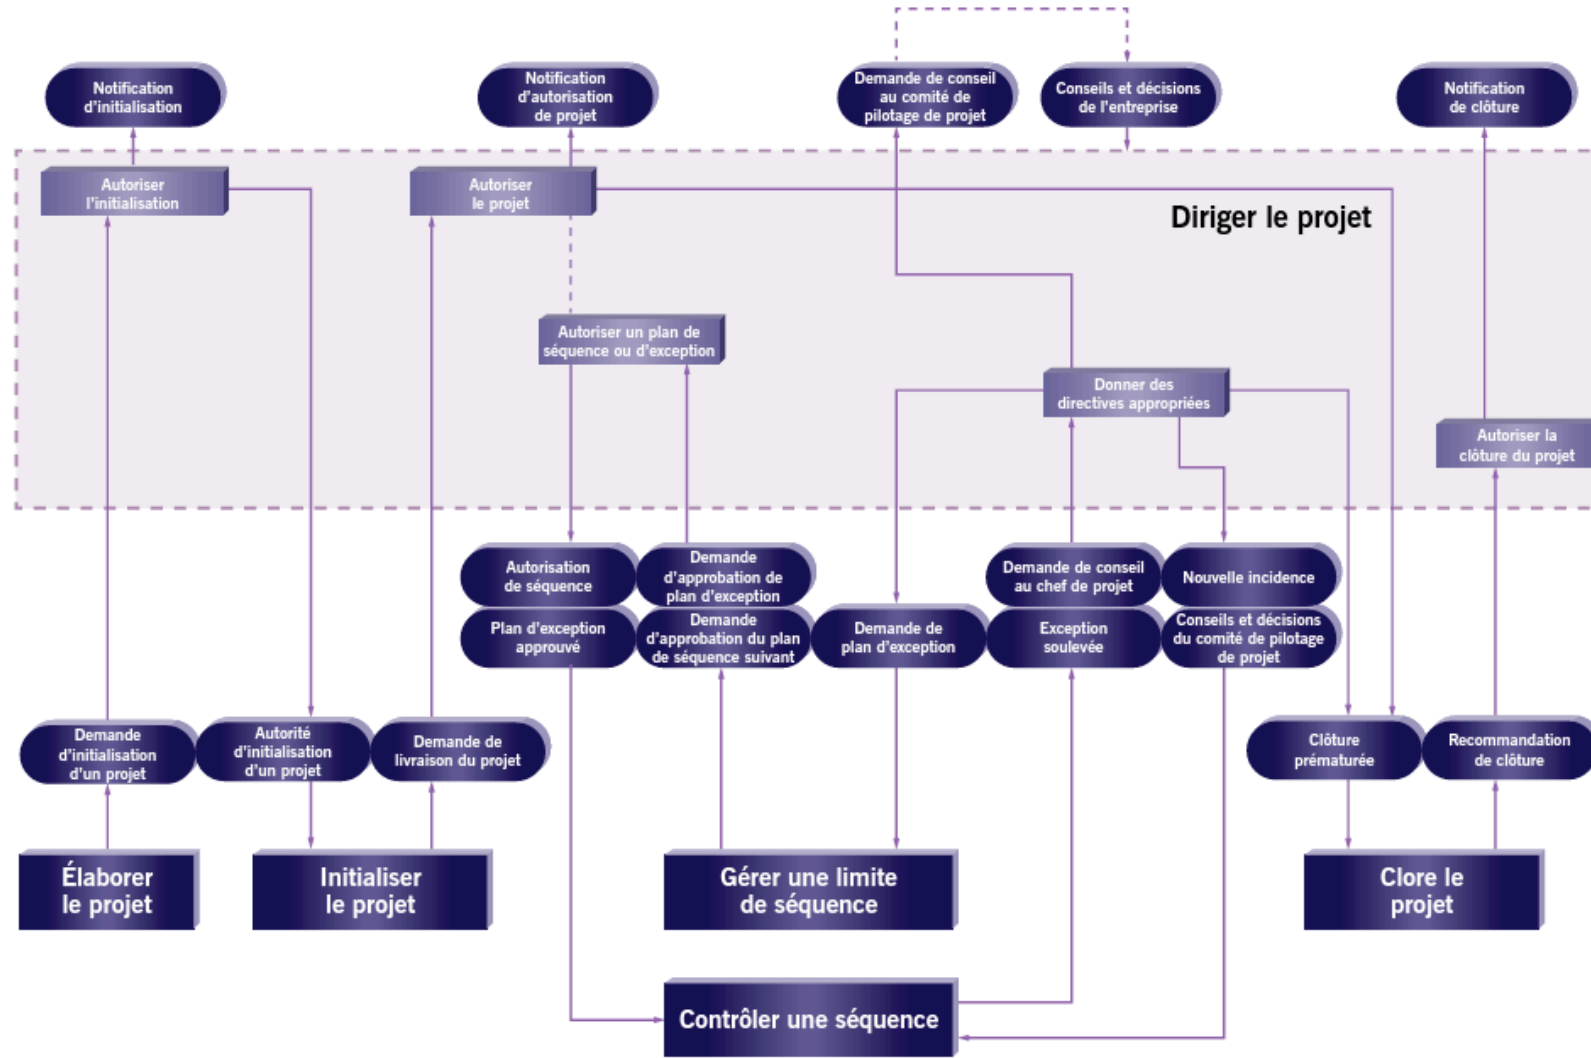 Notification
d'initialisation
Notification
d'autorisation
de projet
Demande de conseil
au comité de
pilotage de projet
Conseils et décisions
de l'entreprise
Notification
de clôture
Autoriser
l'initialisation
Autoriser
le projet
Diriger le projet
Autoriser un plan de
séquence ou d'exception
Donner des
directives appropriées
Autoriser la
clôture du projet
Autorisation
de séquence
Demande
d'approbation de
plan d'exception
Demande de conseil
au chef de projet
Nouvelle incidence
Plan d'exception
approuvé
Demande
d'approbation du plan
de séquence suivant
Demande de
plan d'exception
Exception
soulevée
Conseils et décisions
du comité de pilotage
de projet
Demande
d'initialisation
d'un projet
Autorité
d'initialisation
d'un projet
Demande de
livraison du projet
Clôture
prématurée
Recommandation
de clôture
Élaborer
le projet
Initialiser
le projet
Gérer une limite
de séquence
Clore le
projet
Contrôler une séquence